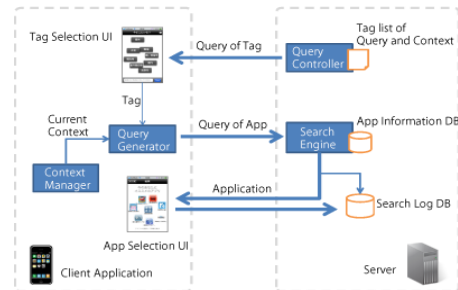 Tag Selection UI
Query of Tag
Query
Controller
Tag list of
Query and Context
Tag
Current
Context
Query
Generator
Query of App
Search
Engine
App Information DB
Context
Manager
Application
Search Log DB
App Selection UI
Client Application
Server